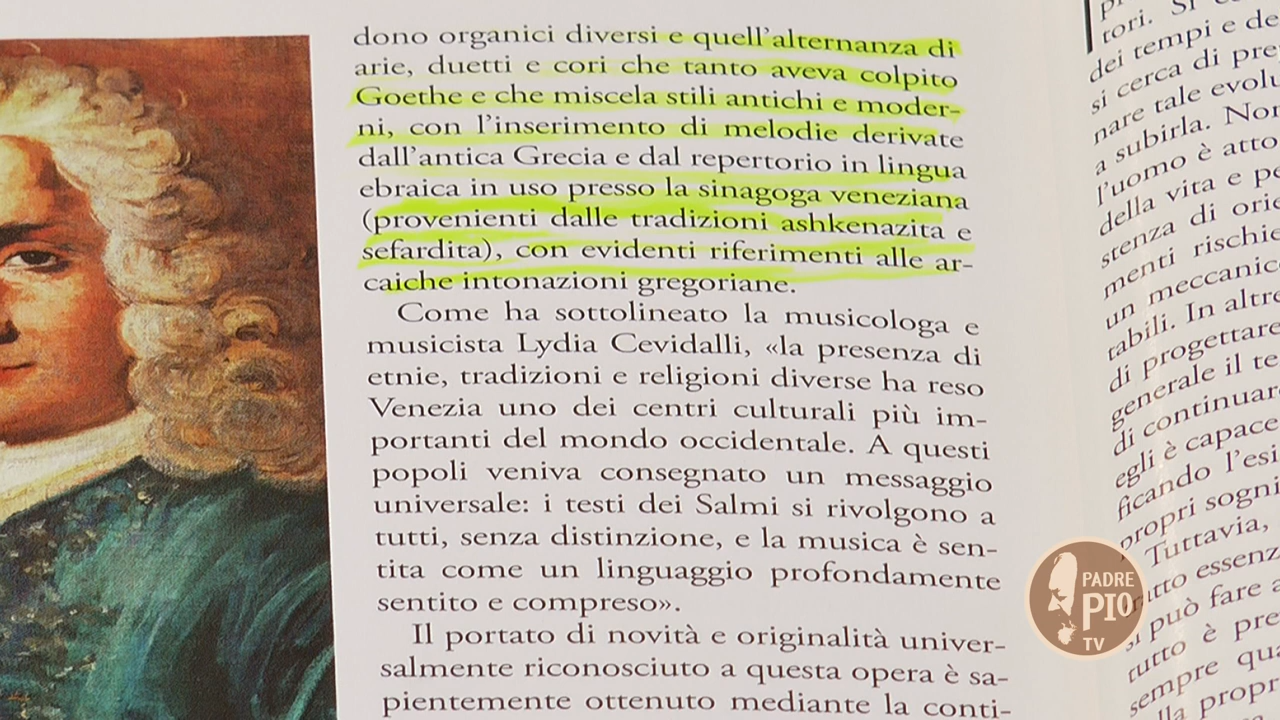 dono organici diversi e quell'alternanza di
arie, duetti e cori che tanto aveva colpito
Goethe e che miscela stili antichi e moder-
ni, con l'inserimento di melodie derivate
dall'antica Grecia e dal repertorio in lingua
ebraica in uso presso la sinagoga veneziana
(provenienti dalle tradizioni ashkenazita e
sefardita), con evidenti riferimenti alle ar-
caiche intonazioni gregoriane.
Come ha sottolineato la musicologa e
musicista Lydia Cevidalli, «la presenza di
etnie, tradizioni e religioni diverse ha reso
Venezia uno dei centri culturali più im-
portanti del mondo occidentale. A questi
popoli veniva consegnato un messaggio
universale: i testi dei Salmi si rivolgono a
tutti, senza distinzione, e la musica è sen-
tita come un linguaggio profondamente
sentito e compreso».
Il portato di novità e originalità univer-
salmente riconosciuto a questa opera è sa-
pientemente ottenuto mediante la conti-
tori. Si
dei tempi e de
si cerca di pre
nare tale evolu
a subirla. Non
l'uomo è atto
della vita e pe
stenza di orie
menti rischie
un meccanic
tabili. In altre
di progettare
generale il te
di continuar
egli è capace
ficando l'esi
propri sogni
Tuttavia,
atto essenz
si può fare a
tutto è pre
sempre qua
lla propr
PADRE
PIO
TV